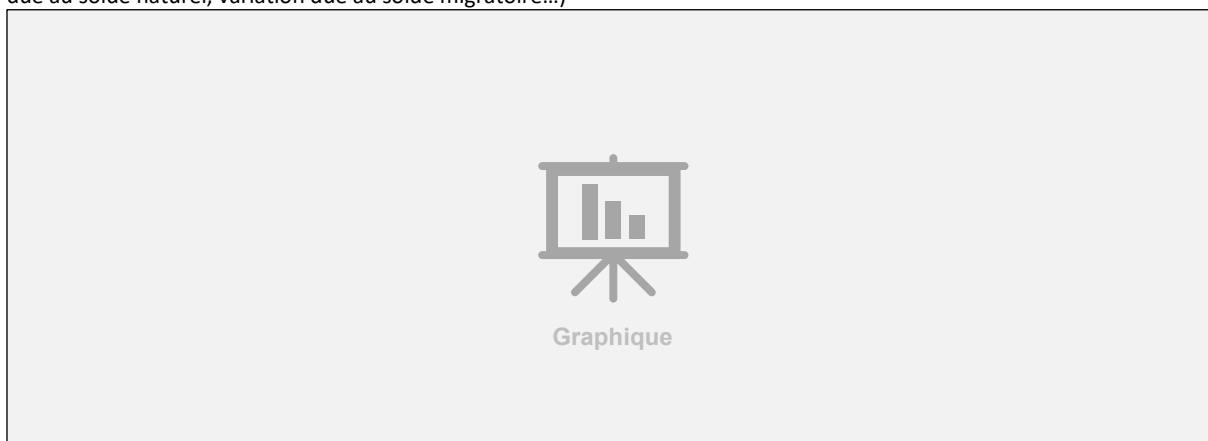 due au solde naturel, variation due au solde migratoire…)
Graphique